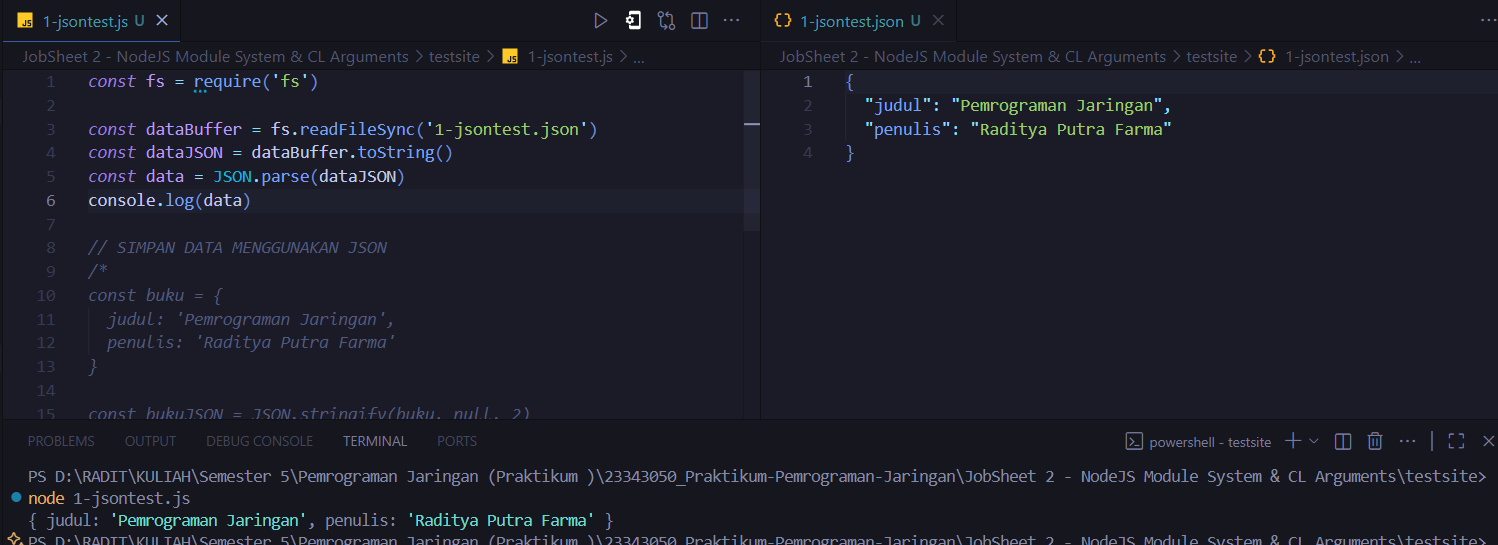 JS 1-jsontest.js U
{} 1-jsontest.json U
JobSheet 2 - NodeJS Module System & CL Arguments > testsite > JS 1-jsontest.js > ...
JobSheet 2 - NodeJS Module System & CL Arguments > testsite > {} 1-jsontest.json > ...
1 const fs = require('fs')
2
3 const dataBuffer = fs.readFileSync('1-jsontest.json')
4 const dataJSON = dataBuffer.toString()
5 const data = JSON.parse(dataJSON)
6 console.log(data)
7
8 // SIMPAN DATA MENGGUNAKAN JSON
9 /*
10 const buku = {
11 judul: 'Pemrograman Jaringan',
12 penulis: 'Raditya Putra Farma'
13 }
14
15 const bukuJSON = JSON.stringify(buku, null, 2)
1 {
2 "judul": "Pemrograman Jaringan",
3 "penulis": "Raditya Putra Farma"
4 }
PROBLEMS OUTPUT DEBUG CONSOLE TERMINAL PORTS
powershell - testsite
PS D:\RADIT\KULIAH\Semester 5\Pemrograman Jaringan (Praktikum )\23343050_Praktikum-Pemrograman-Jaringan\JobSheet 2 - NodeJS Module System & CL Arguments\testsite>
node 1-jsontest.js
{ judul: 'Pemrograman Jaringan', penulis: 'Raditya Putra Farma' }
PS D:\RADIT\KULIAH\Semester 5\Pemrograman Jaringan (Praktikum )\23343050_Praktikum-Pemrograman-Jaringan\JobSheet 2 - NodeJS Module System & CL Arguments\testsite>